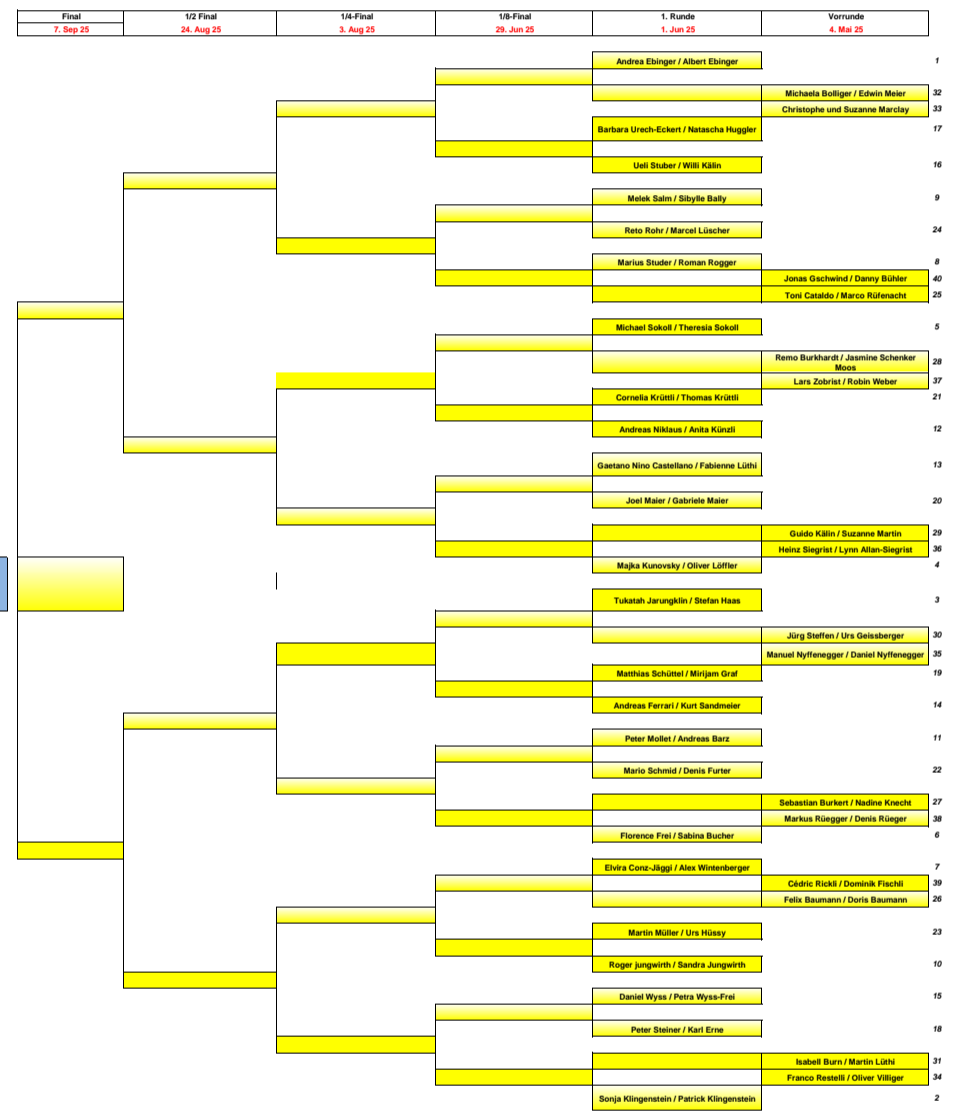 Final 1/2 Final 1/4-Final 1/8-Final 1. Runde Vorrunde
7. Sep 25 24. Aug 25 3. Aug 25 29. Jun 25 1. Jun 25 4. Mai 25
Andrea Ebinger / Albert Ebinger 1
Michaela Bolliger / Edwin Meier 32
Christophe und Suzanne Marclay 33
Barbara Urech-Eckert / Natascha Huggler 17
Ueli Stuber / Willi Kälin 16
Melek Salm / Sibylle Bally 9
Reto Rohr / Marcel Lüscher 24
Marius Studer / Roman Rogger 8
Jonas Gschwind / Danny Bühler 40
Toni Cataldo / Marco Rüfenacht 25
Michael Sokoll / Theresia Sokoll 5
Remo Burkhardt / Jasmine Schenker
Moos 28
Lars Zobrist / Robin Weber 37
Cornelia Krüttli / Thomas Krüttli 21
Andreas Niklaus / Anita Künzli 12
Gaetano Nino Castellano / Fabienne Lüthi 13
Joel Maier / Gabriele Maier 20
Guido Kälin / Suzanne Martin 29
Heinz Siegrist / Lynn Allan-Siegrist 36
Majka Kunovsky / Oliver Löffler 4
Tukatah Jarungklin / Stefan Haas 3
Jürg Steffen / Urs Geissberger 30
Manuel Nyffenegger / Daniel Nyffenegger 35
Matthias Schüttel / Mirijam Graf 19
Andreas Ferrari / Kurt Sandmeier 14
Peter Mollet / Andreas Barz 11
Mario Schmid / Denis Furter 22
Sebastian Burkert / Nadine Knecht 27
Markus Rüegger / Denis Rüeger 38
Florence Frei / Sabina Bucher 6
Elvira Conz-Jäggi / Alex Wintenberger 7
Cédric Rickli / Dominik Fischli 39
Felix Baumann / Doris Baumann 26
Martin Müller / Urs Hüssy 23
Roger jungwirth / Sandra Jungwirth 10
Daniel Wyss / Petra Wyss-Frei 15
Peter Steiner / Karl Erne 18
Isabell Burn / Martin Lüthi 31
Franco Restelli / Oliver Villiger 34
Sonja Klingenstein / Patrick Klingenstein 2